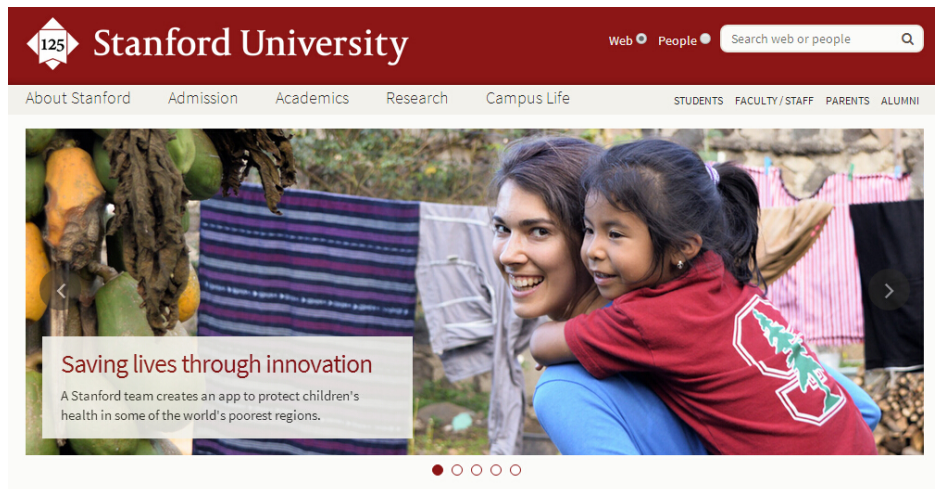 125 Stanford University
Web People Search web or people
About Stanford Admission Academics Research Campus Life STUDENTS FACULTY / STAFF PARENTS ALUMNI
Saving lives through innovation
A Stanford team creates an app to protect children's
health in some of the world's poorest regions.